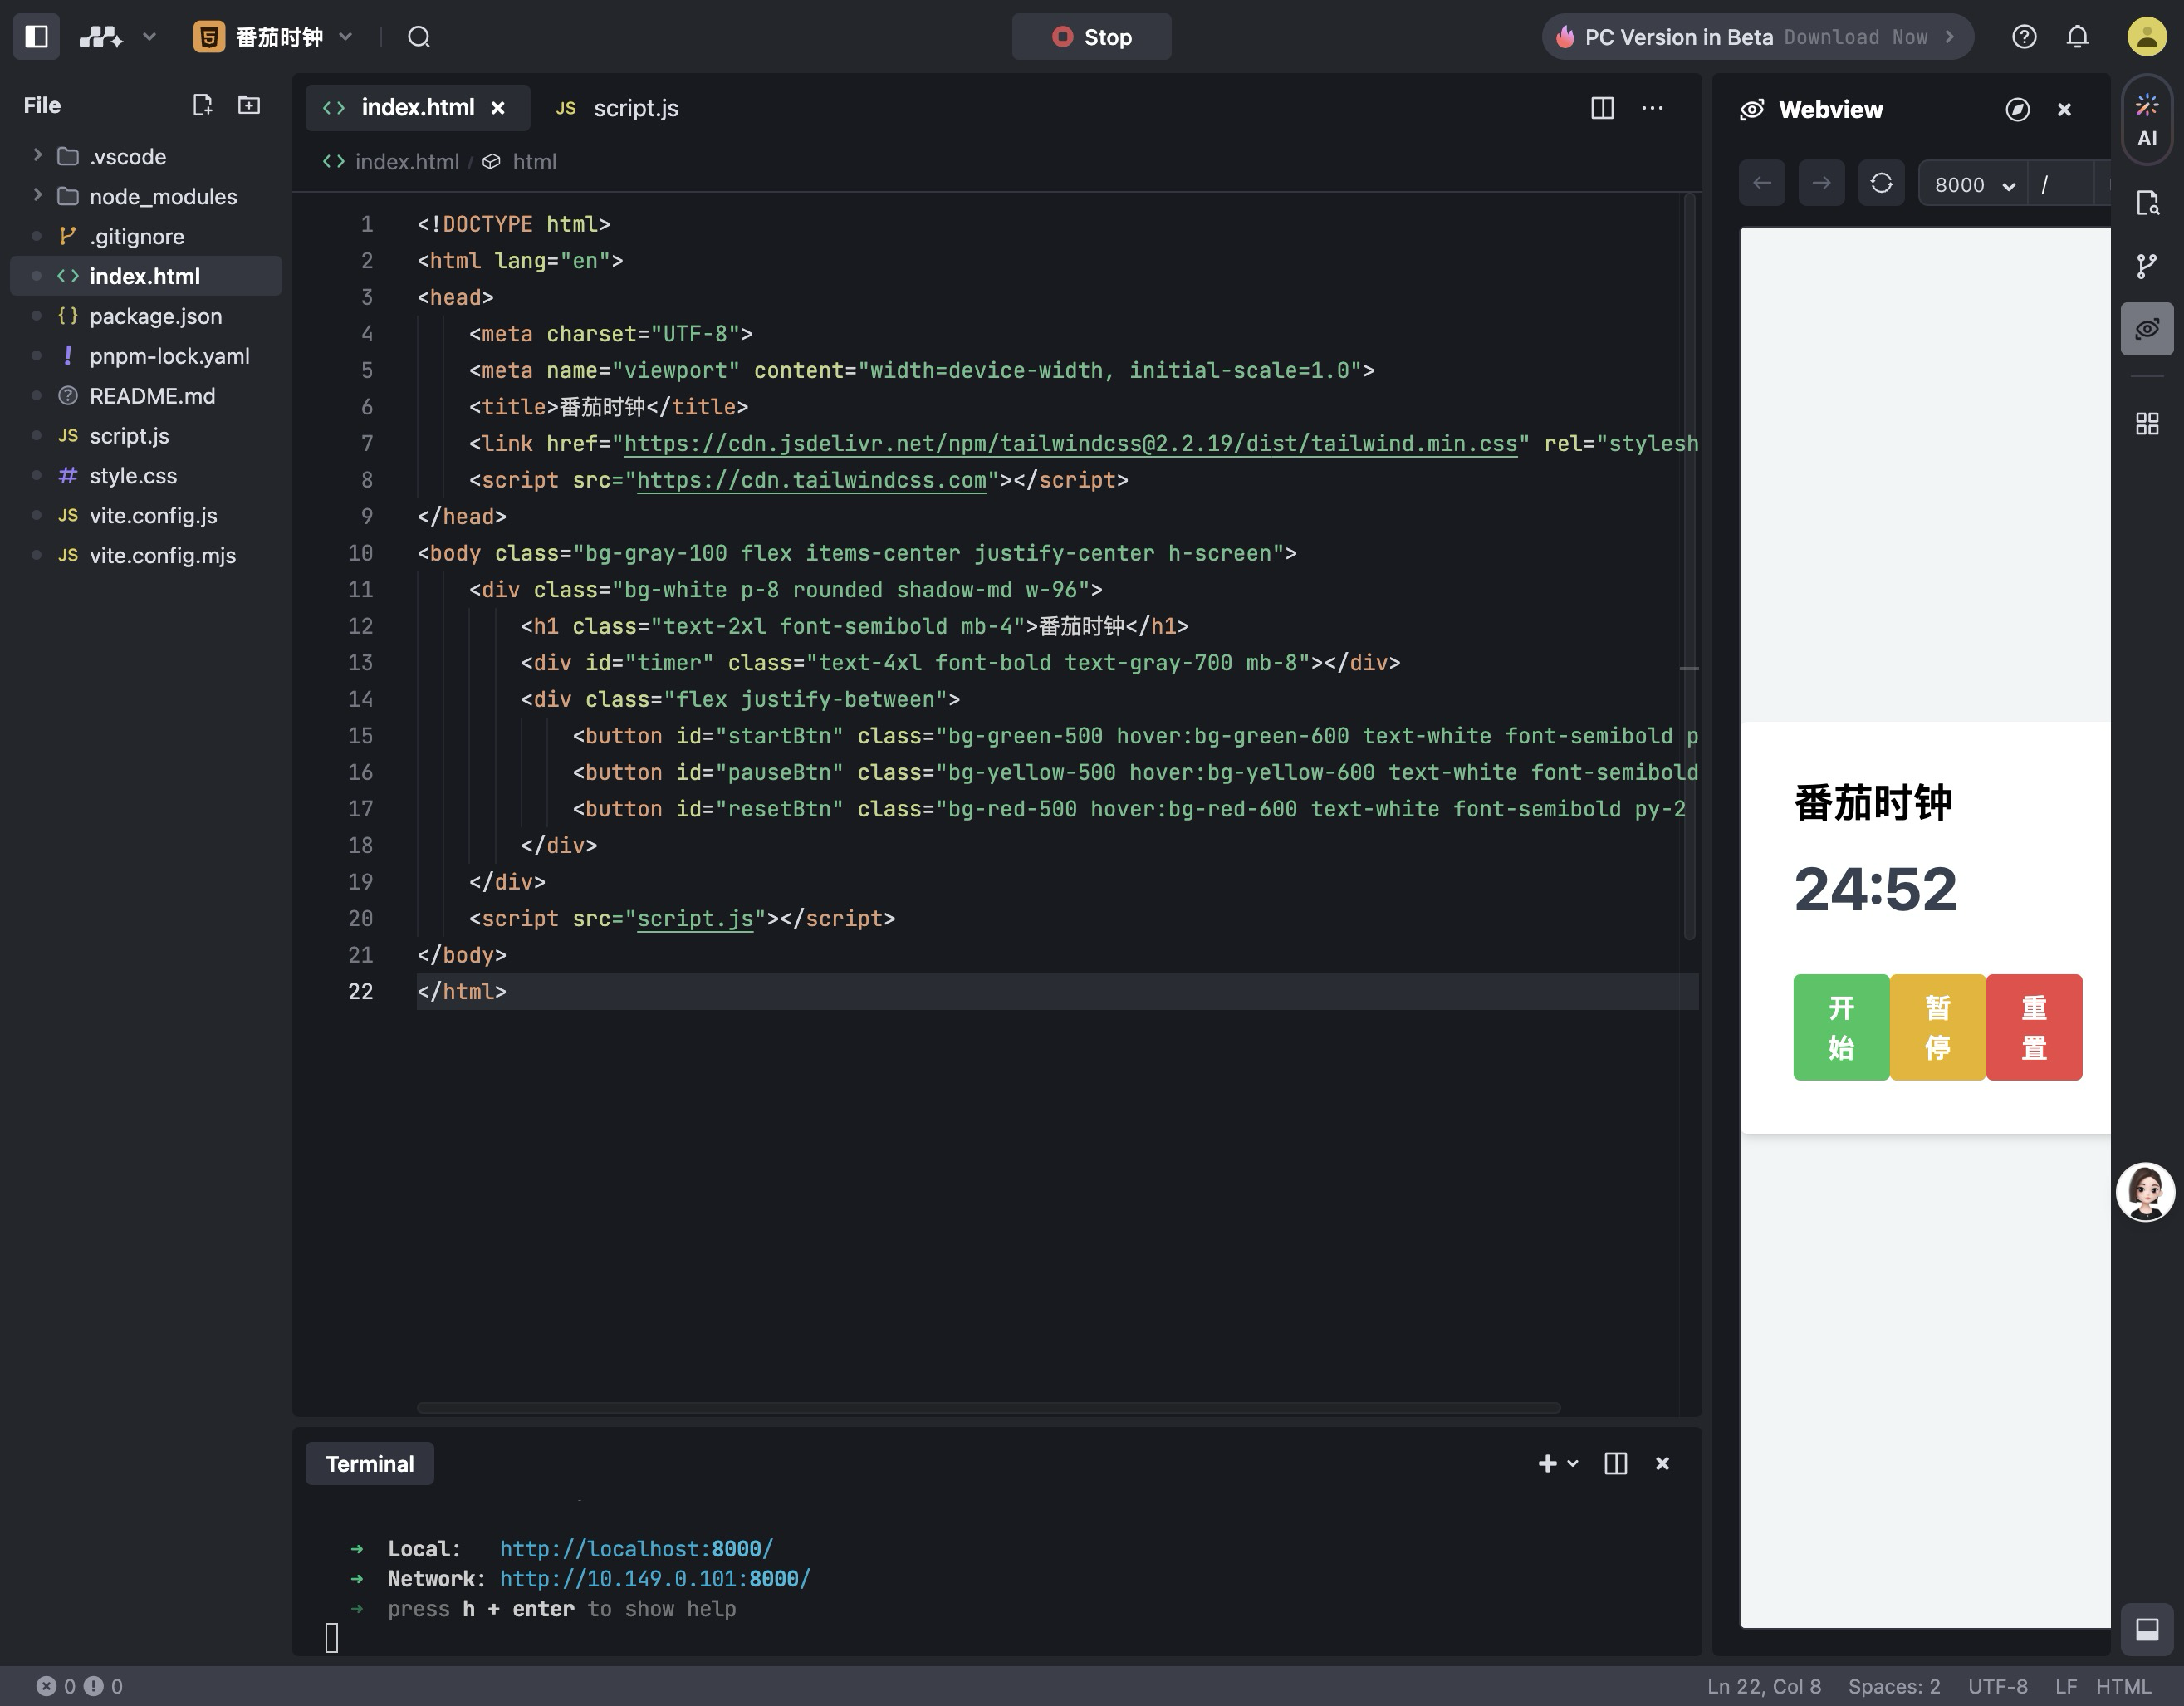 番茄时钟
Stop
PC Version in Beta Download Now
File
.vscode
node_modules
.gitignore
index.html
package.json
pnpm-lock.yaml
README.md
JS script.js
style.css
JS vite.config.js
JS vite.config.mjs
index.html
JS script.js
index.html / html
1 <!DOCTYPE html>
2 <html lang="en">
3 <head>
4 <meta charset="UTF-8">
5 <meta name="viewport" content="width=device-width, initial-scale=1.0">
6 <title>番茄时钟</title>
7 <link href="https://cdn.jsdelivr.net/npm/tailwindcss@2.2.19/dist/tailwind.min.css" rel="stylesh
8 <script src="https://cdn.tailwindcss.com"></script>
9 </head>
10 <body class="bg-gray-100 flex items-center justify-center h-screen">
11 <div class="bg-white p-8 rounded shadow-md w-96">
12 <h1 class="text-2xl font-semibold mb-4">番茄时钟</h1>
13 <div id="timer" class="text-4xl font-bold text-gray-700 mb-8"></div>
14 <div class="flex justify-between">
15 <button id="startBtn" class="bg-green-500 hover:bg-green-600 text-white font-semibold p
16 <button id="pauseBtn" class="bg-yellow-500 hover:bg-yellow-600 text-white font-semibold
17 <button id="resetBtn" class="bg-red-500 hover:bg-red-600 text-white font-semibold py-2
18 </div>
19 </div>
20 <script src="script.js"></script>
21 </body>
22 </html>
Terminal
➜ Local: http://localhost:8000/
➜ Network: http://10.149.0.101:8000/
➜ press h + enter to show help
Webview
8000 /
番茄时钟
24:52
开始
暂停
重置
AI
0 0
Ln 22, Col 8 Spaces: 2 UTF-8 LF HTML